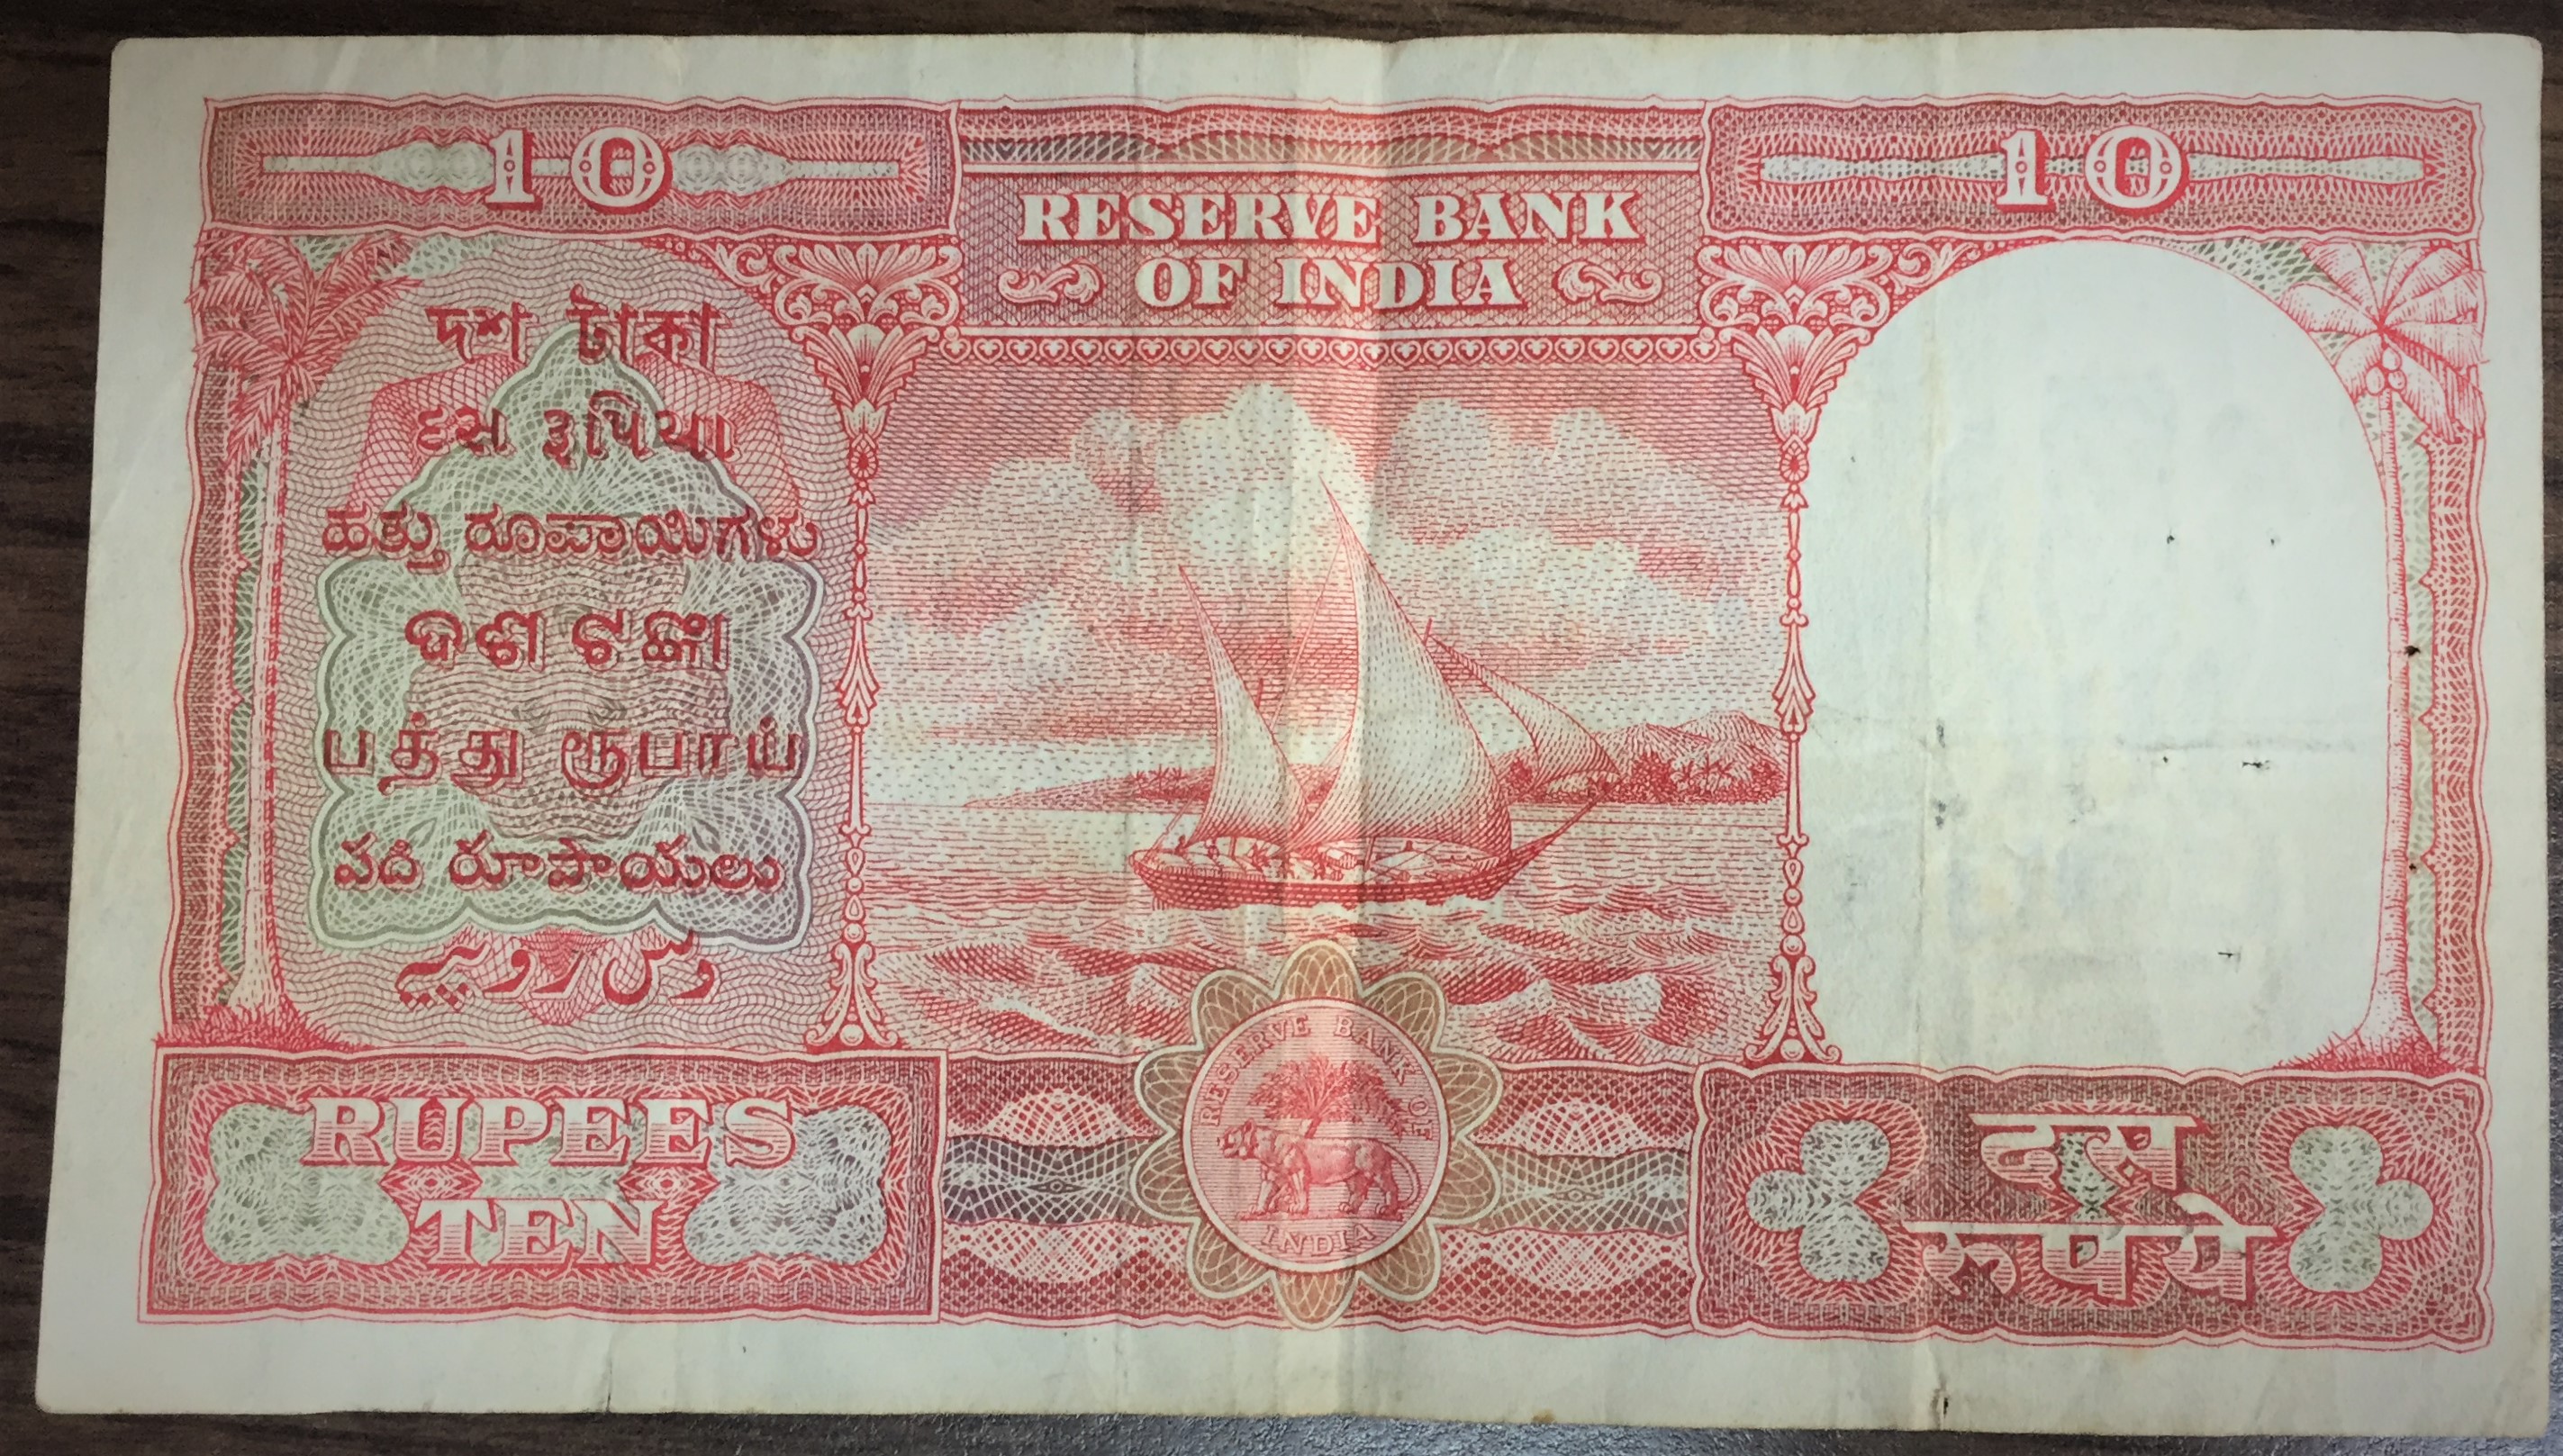 10
10
RESERVE BANK
OF INDIA
দশ টাকা
દસ રૂપિયા
ಹತ್ತು ರೂಪಾಯಿಗಳು
ଦଶ ଟଙ୍କା
பத்து ரூபாய்
పది రూపాయలు
دس روپیے
RESERVE BANK OF
INDIA
RUPEES
TEN
दस
रुपये